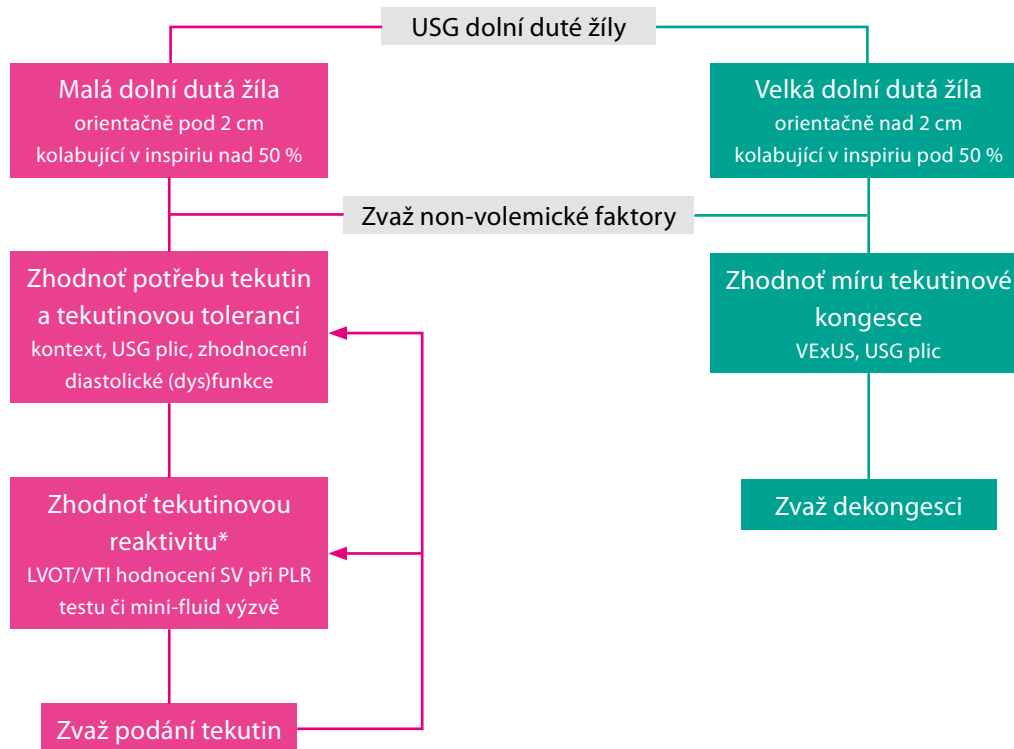 USG dolní duté žíly
Malá dolní dutá žíla
orientačně pod 2 cm
kolabující v inspiriu nad 50 %
Velká dolní dutá žíla
orientačně nad 2 cm
kolabující v inspiriu pod 50 %
Zvaž non-volemické faktory
Zhodnoť potřebu tekutin
a tekutinovou toleranci
kontext, USG plic, zhodnocení
diastolické (dys)funkce
Zhodnoť míru tekutinové
kongesce
VExUS, USG plic
Zhodnoť tekutinovou
reaktivitu*
LVOT/VTI hodnocení SV při PLR
testu či mini-fluid výzvě
Zvaž dekongesci
Zvaž podání tekutin